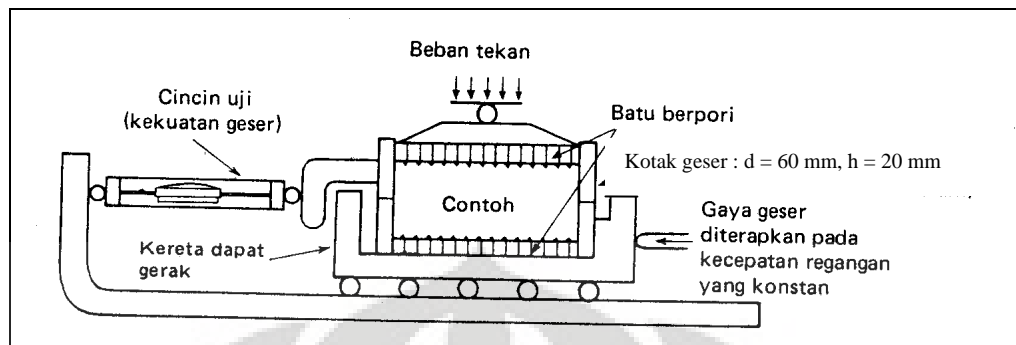 Beban tekan
Cincin uji
(kekuatan geser)
Batu berpori
Kotak geser : d = 60 mm, h = 20 mm
Contoh
Gaya geser
diterapkan pada
kecepatan regangan
yang konstan
Kereta dapat
gerak